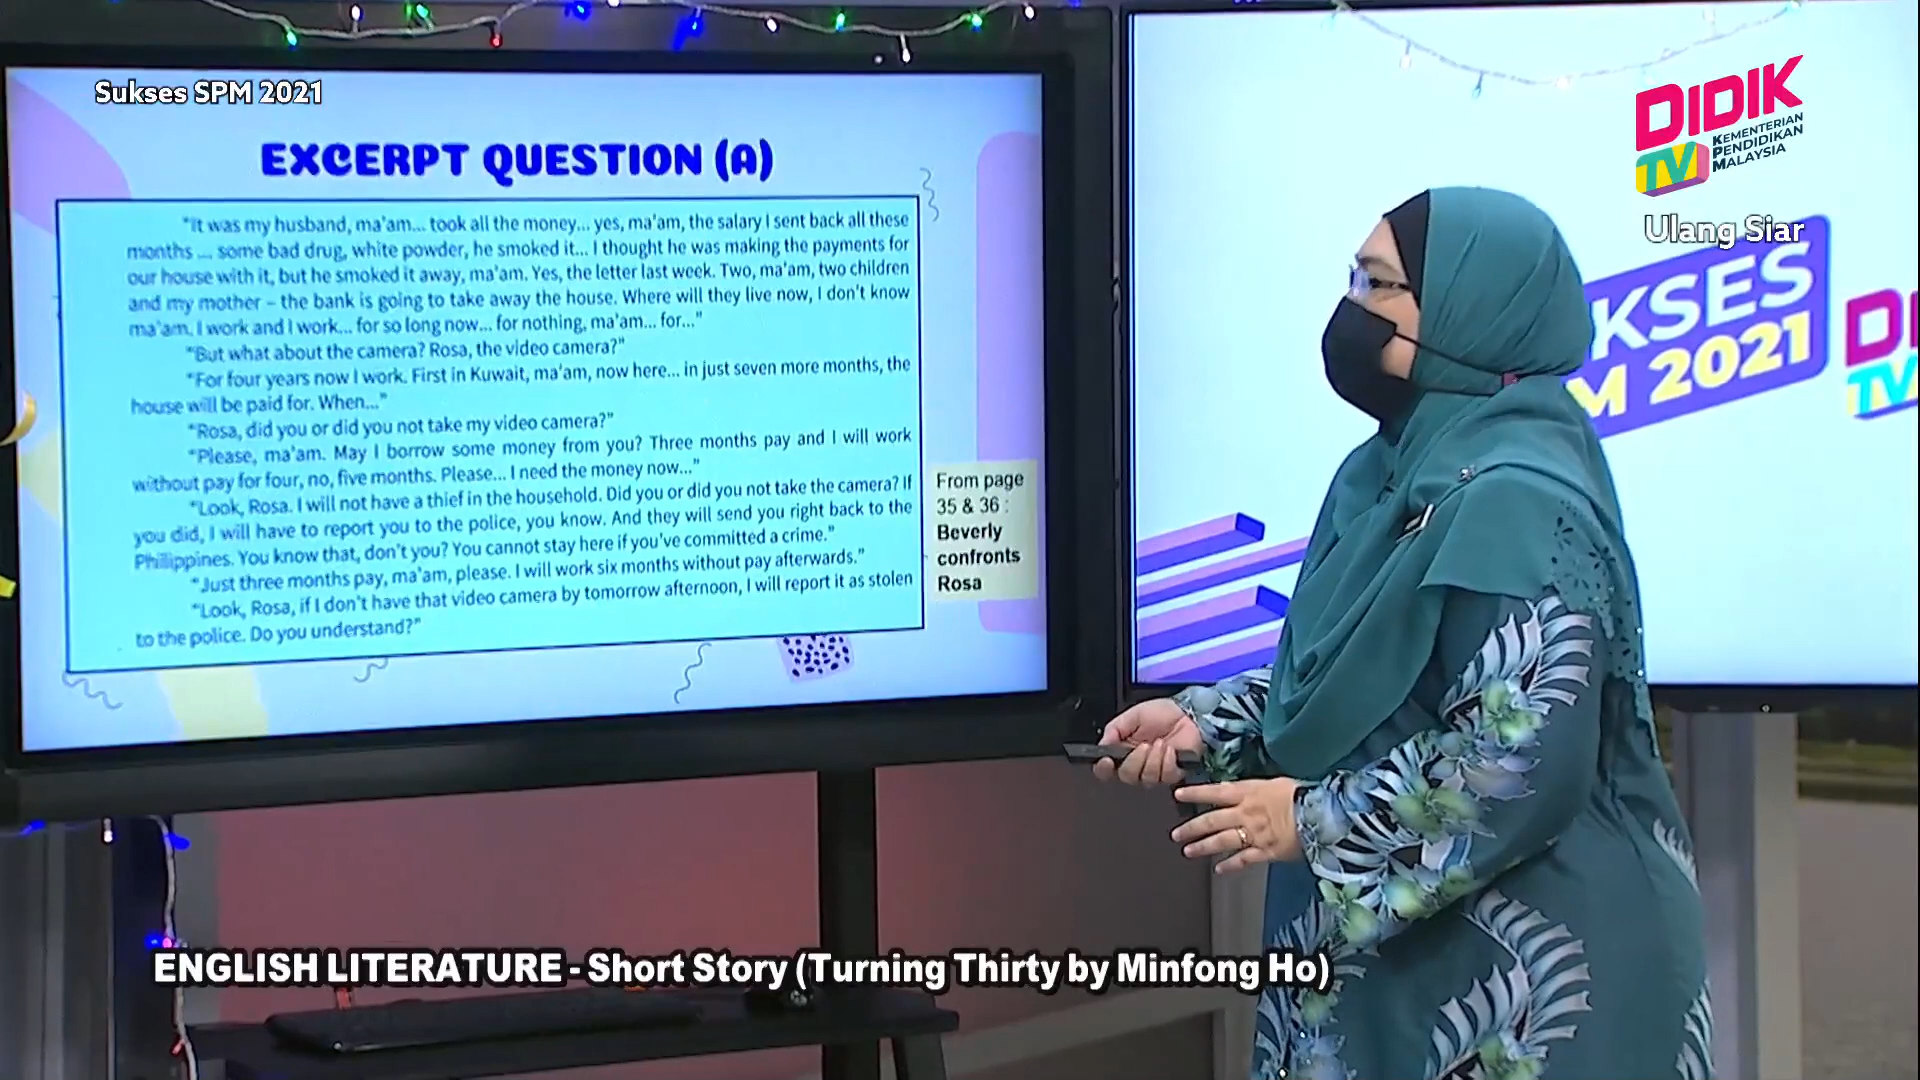 Sukses SPM 2021
EXCERPT QUESTION (A)
"It was my husband, ma'am... took all the money... yes, ma'am, the salary I sent back all these
months ... some bad drug, white powder, he smoked it... I thought he was making the payments for
our house with it, but he smoked it away, ma'am. Yes, the letter last week. Two, ma'am, two children
and my mother – the bank is going to take away the house. Where will they live now, I don't know
ma'am. I work and I work... for so long now... for nothing, ma'am... for..."
"But what about the camera? Rosa, the video camera?"
"For four years now I work. First in Kuwait, ma'am, now here... in just seven more months, the
house will be paid for. When..."
"Rosa, did you or did you not take my video camera?"
"Please, ma'am. May I borrow some money from you? Three months pay and I will work
without pay for four, no, five months. Please... I need the money now..."
"Look, Rosa. I will not have a thief in the household. Did you or did you not take the camera? If
you did, I will have to report you to the police, you know. And they will send you right back to the
Philippines. You know that, don't you? You cannot stay here if you've committed a crime."
"Just three months pay, ma'am, please. I will work six months without pay afterwards."
"Look, Rosa, if I don't have that video camera by tomorrow afternoon, I will report it as stolen
to the police. Do you understand?"
From page
35 & 36 :
Beverly
confronts
Rosa
DIDIK
TV
KEMENTERIAN
PENDIDIKAN
MALAYSIA
Ulang Siar
KSES
M 2021
D
TV
ENGLISH LITERATURE - Short Story (Turning Thirty by Minfong Ho)